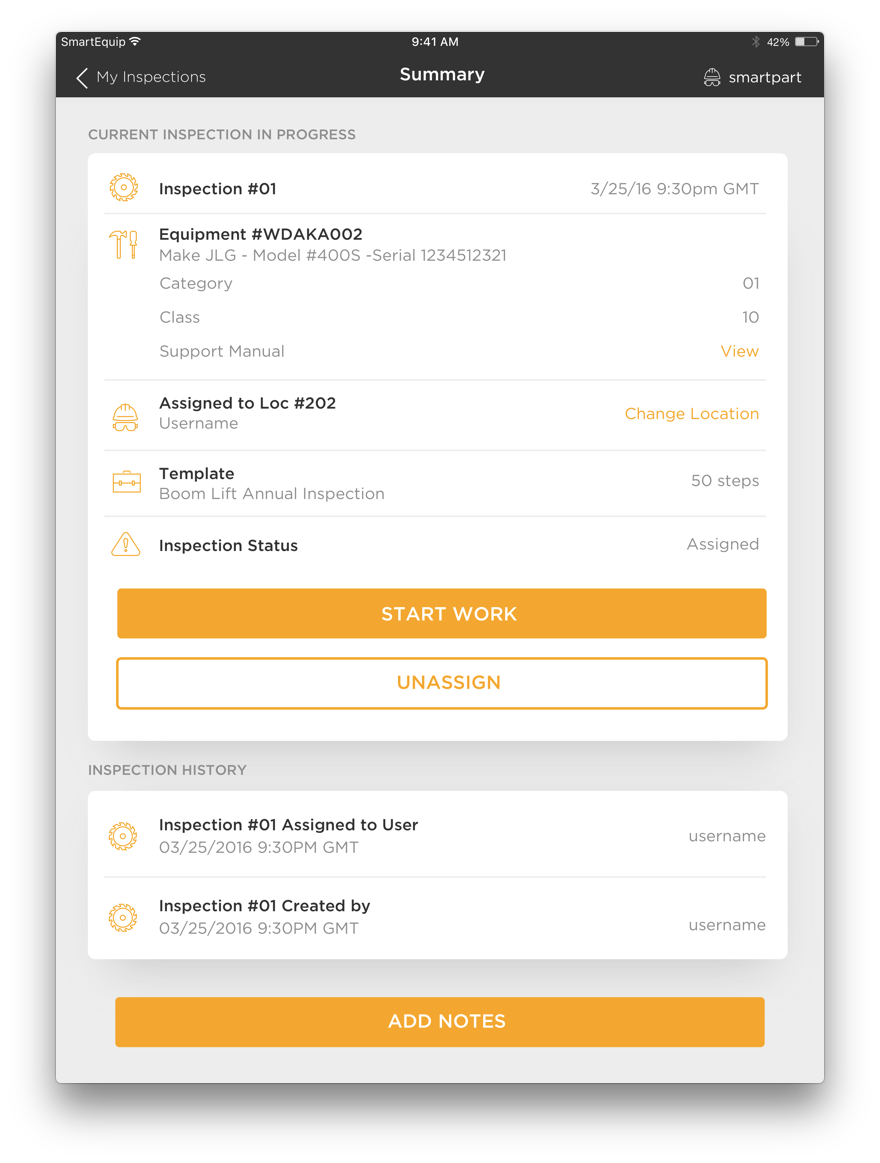 SmartEquip 9:41 AM 42%
My Inspections Summary smartpart
CURRENT INSPECTION IN PROGRESS
Inspection #01 3/25/16 9:30pm GMT
Equipment #WDAKA002
Make JLG - Model #400S -Serial 1234512321
Category 01
Class 10
Support Manual View
Assigned to Loc #202
Username
Change Location
Template
Boom Lift Annual Inspection
50 steps
Inspection Status Assigned
START WORK
UNASSIGN
INSPECTION HISTORY
Inspection #01 Assigned to User
03/25/2016 9:30PM GMT
username
Inspection #01 Created by
03/25/2016 9:30PM GMT
username
ADD NOTES